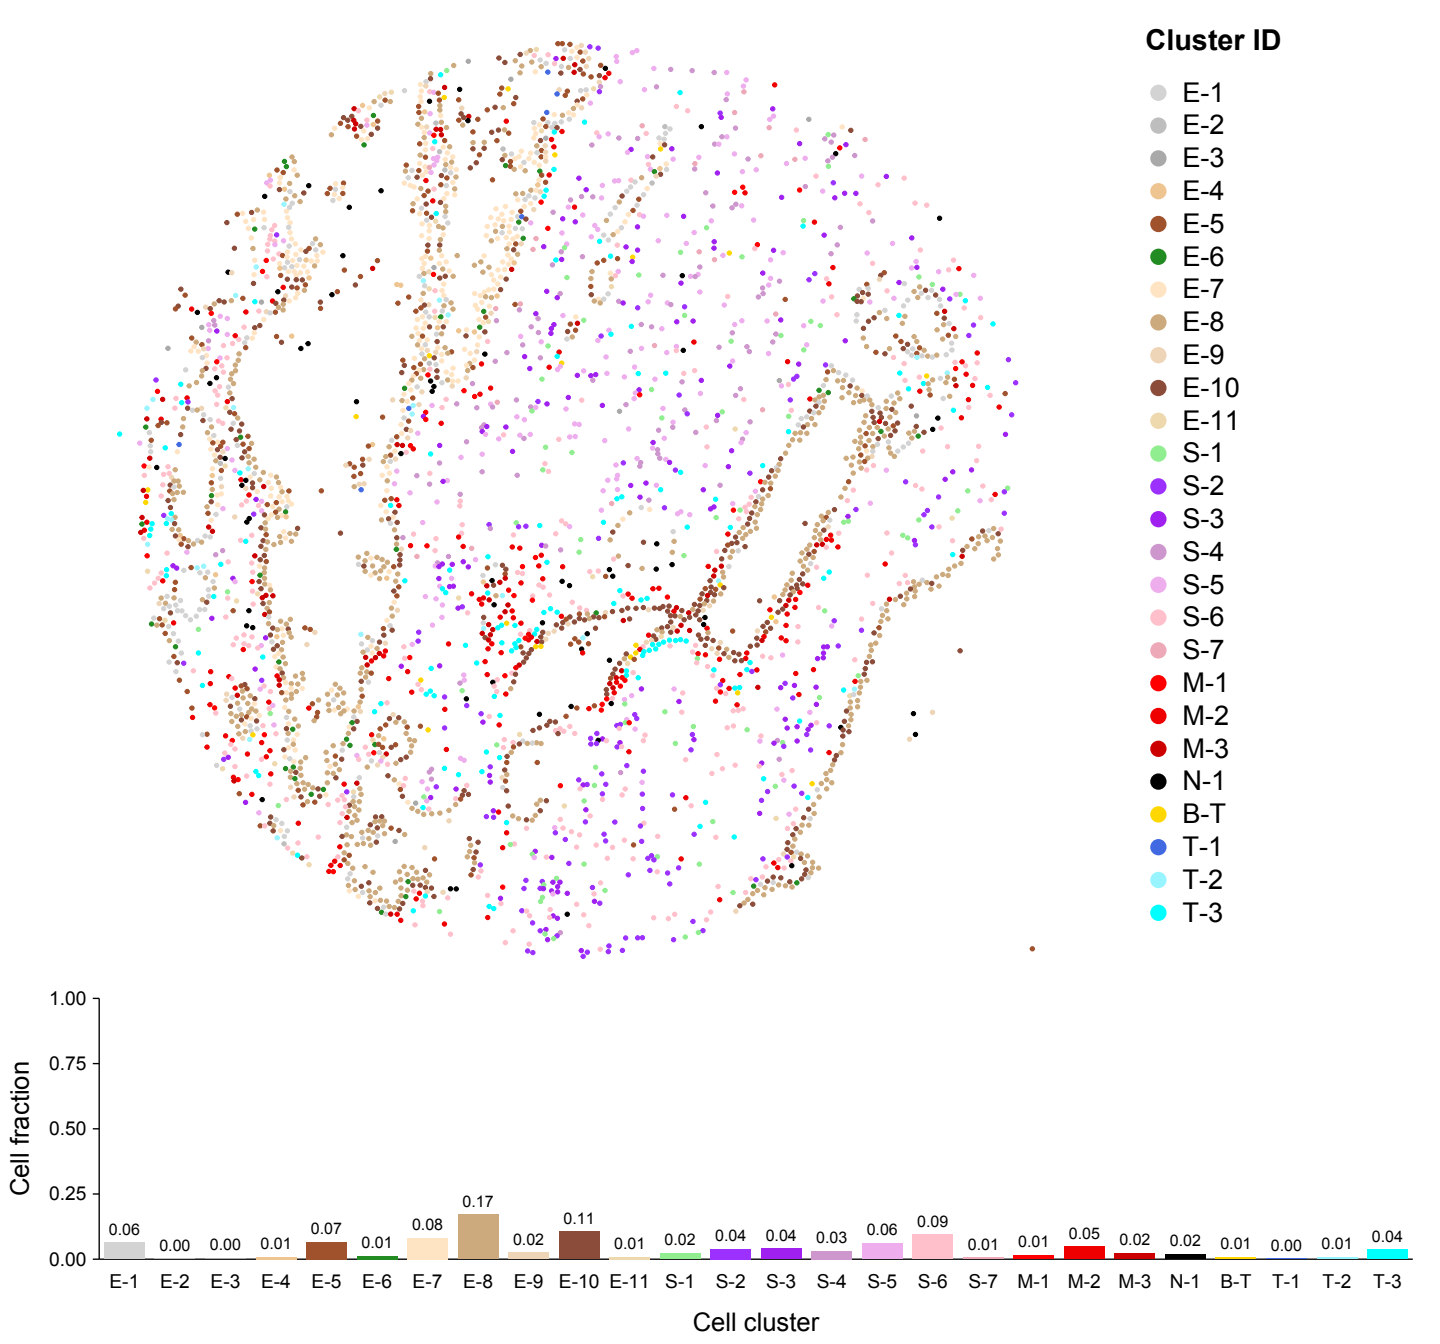 Cluster ID
E-1
E-2
E-3
E-4
E-5
E-6
E-7
E-8
E-9
E-10
E-11
S-1
S-2
S-3
S-4
S-5
S-6
S-7
M-1
M-2
M-3
N-1
B-T
T-1
T-2
T-3
1.00
0.75
0.50
0.25
0.00
Cell fraction
0.06 0.00 0.00 0.01 0.07 0.01 0.08 0.17 0.02 0.11 0.01 0.02 0.04 0.04 0.03 0.06 0.09 0.01 0.01 0.05 0.02 0.02 0.01 0.00 0.01 0.04
E-1 E-2 E-3 E-4 E-5 E-6 E-7 E-8 E-9 E-10 E-11 S-1 S-2 S-3 S-4 S-5 S-6 S-7 M-1 M-2 M-3 N-1 B-T T-1 T-2 T-3
Cell cluster